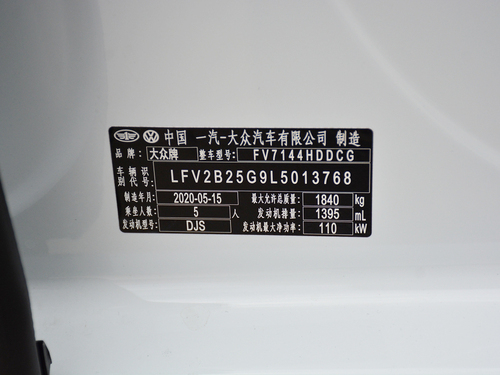 中国 一汽-大众汽车有限公司 制造
品牌: 大众牌 整车型号: FV7144HDDCG
车辆识别代号: LFV2B25G9L5013768
制造年月: 2020-05-15 最大允许总质量: 1840 kg
乘坐人数: 5 人 发动机排量: 1395 mL
发动机型号: DJS 发动机最大净功率: 110 kW